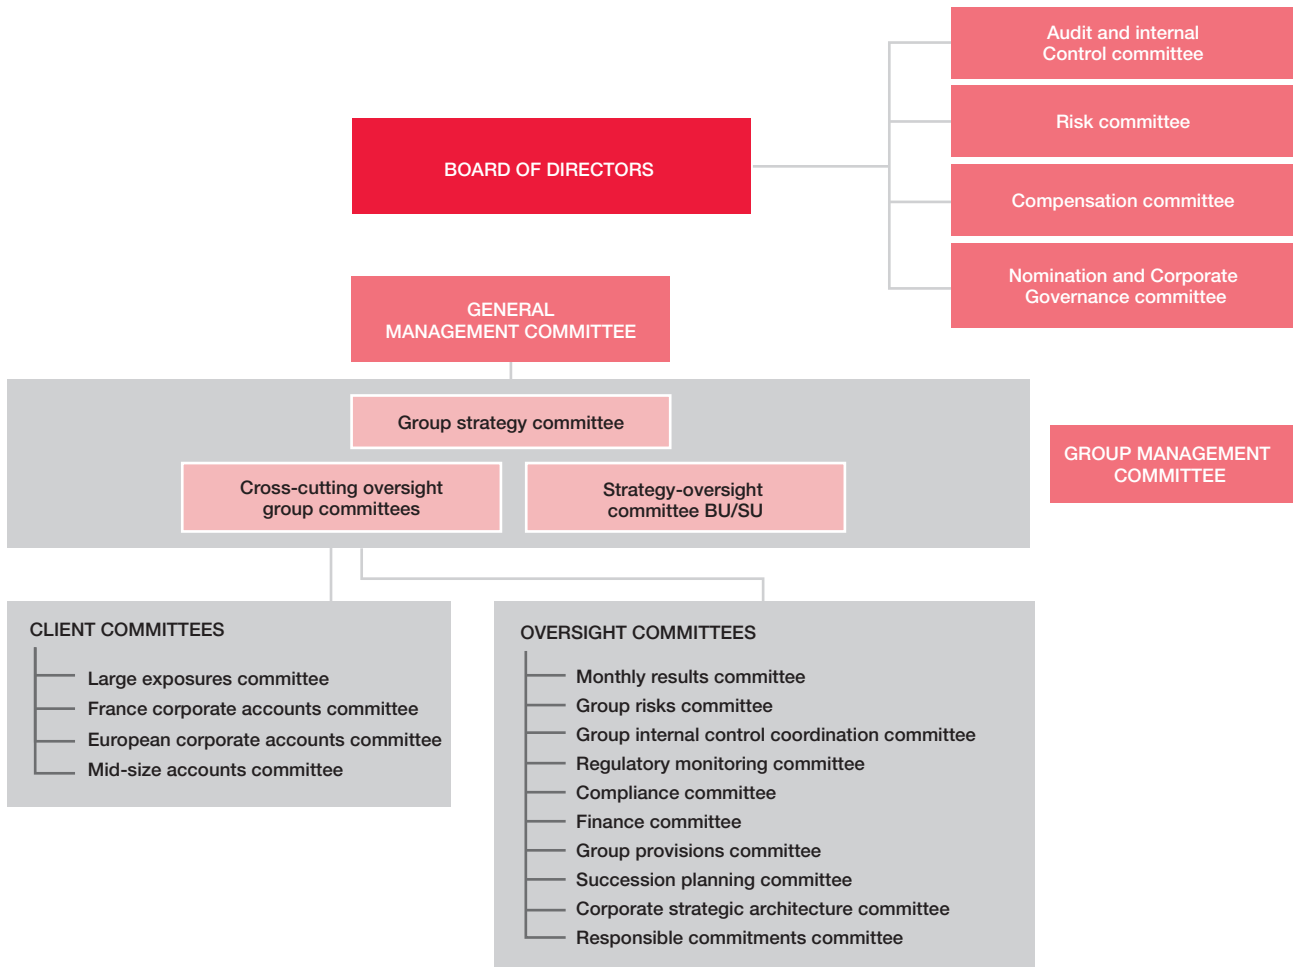 Audit and internal
Control committee
Risk committee
BOARD OF DIRECTORS
Compensation committee
Nomination and Corporate
Governance committee
GENERAL
MANAGEMENT COMMITTEE
Group strategy committee
GROUP MANAGEMENT
COMMITTEE
Cross-cutting oversight
group committees
Strategy-oversight
committee BU/SU
CLIENT COMMITTEES
Large exposures committee
France corporate accounts committee
European corporate accounts committee
Mid-size accounts committee
OVERSIGHT COMMITTEES
Monthly results committee
Group risks committee
Group internal control coordination committee
Regulatory monitoring committee
Compliance committee
Finance committee
Group provisions committee
Succession planning committee
Corporate strategic architecture committee
Responsible commitments committee